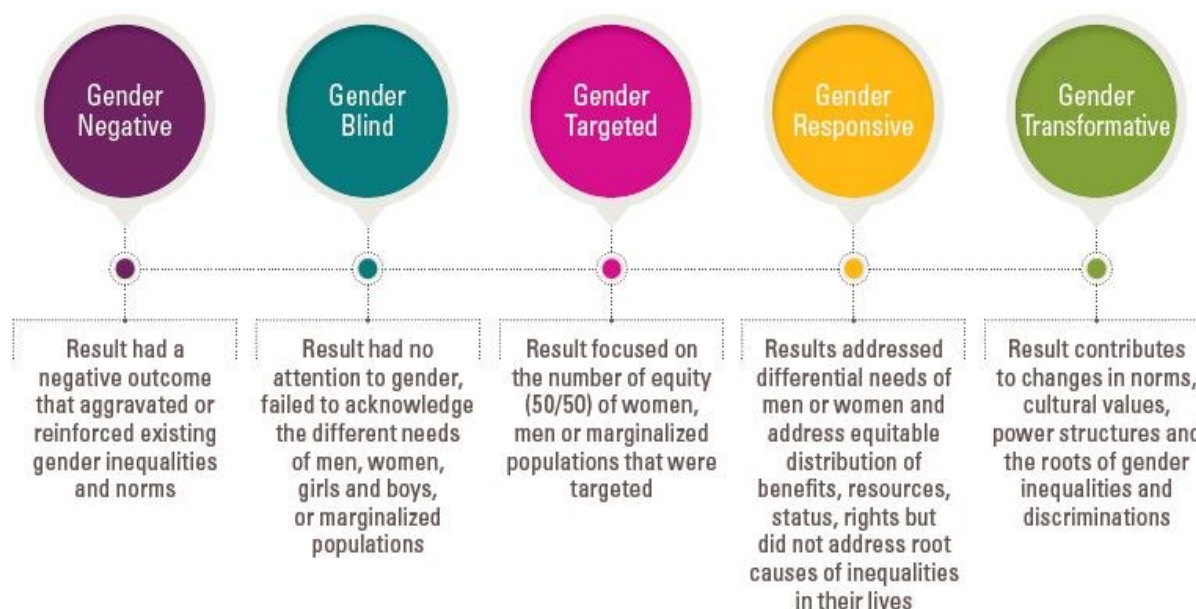 Gender
Negative
Gender
Blind
Gender
Targeted
Gender
Responsive
Gender
Transformative
Result had a
negative outcome
that aggravated or
reinforced existing
gender inequalities
and norms
Result had no
attention to gender,
failed to acknowledge
the different needs
of men, women,
girls and boys,
or marginalized
populations
Result focused on
the number of equity
(50/50) of women,
men or marginalized
populations that were
targeted
Results addressed
differential needs of
men or women and
address equitable
distribution of
benefits, resources,
status, rights but
did not address root
causes of inequalities
in their lives
Result contributes
to changes in norms,
cultural values,
power structures and
the roots of gender
inequalities and
discriminations